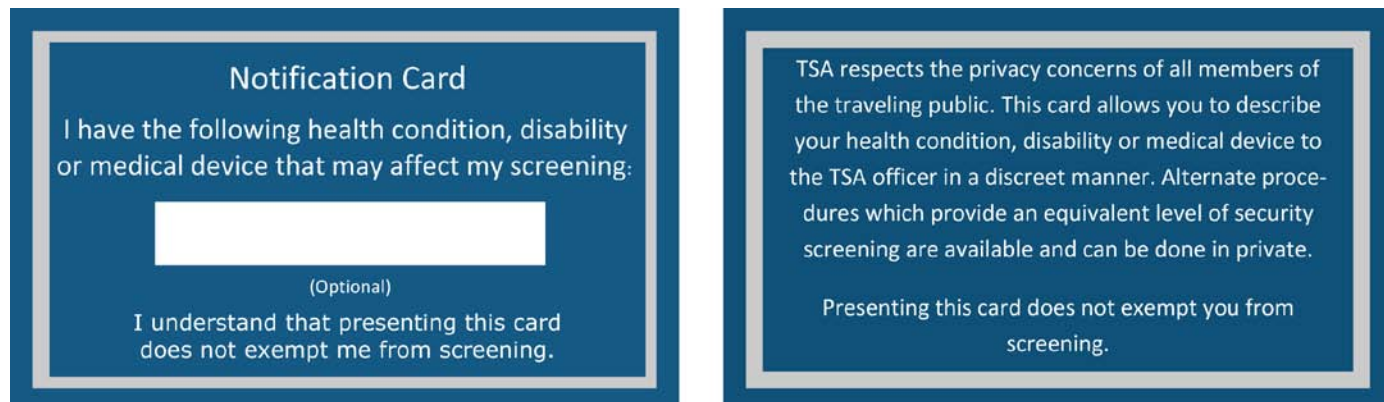 Notification Card
I have the following health condition, disability
or medical device that may affect my screening:
(Optional)
I understand that presenting this card
does not exempt me from screening.
TSA respects the privacy concerns of all members of
the traveling public. This card allows you to describe
your health condition, disability or medical device to
the TSA officer in a discreet manner. Alternate proce-
dures which provide an equivalent level of security
screening are available and can be done in private.
Presenting this card does not exempt you from
screening.